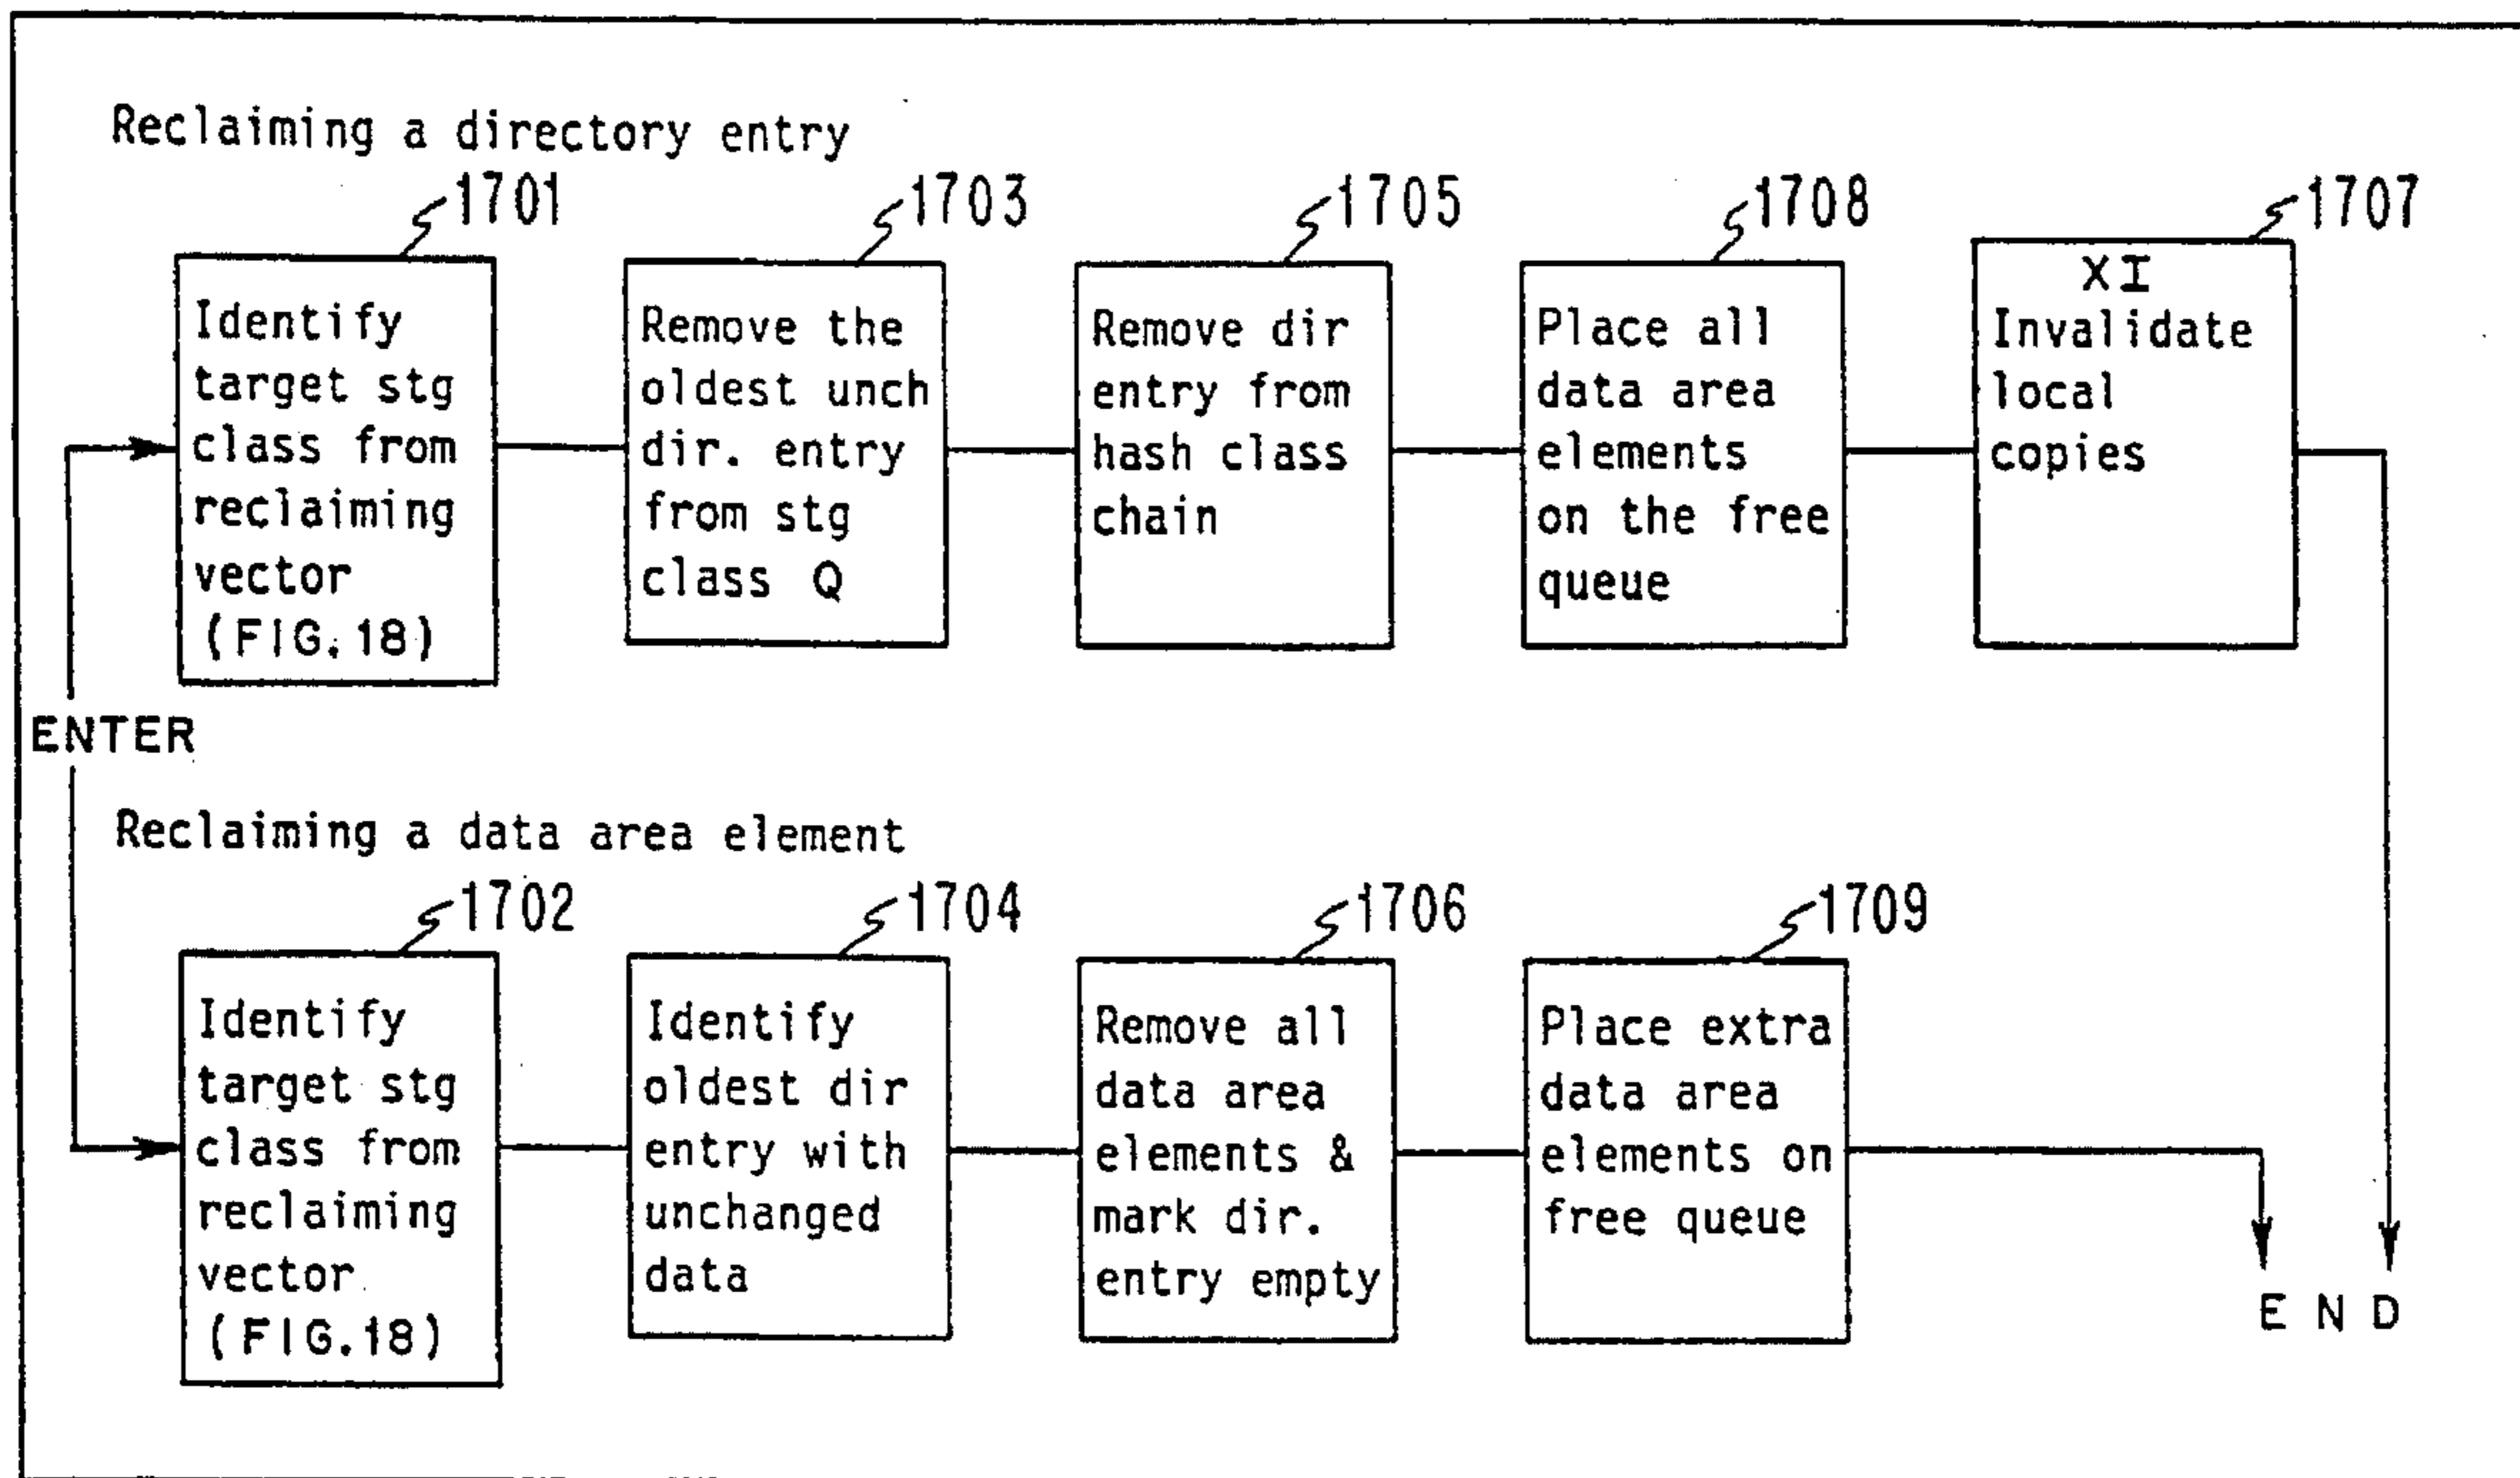 Reclaiming a directory entry
1701
Identify
target stg
class from
reclaiming
vector
(FIG.18)
1703
Remove the
oldest unch
dir. entry
from stg
class Q
1705
Remove dir
entry from
hash class
chain
1708
Place all
data area
elements
on the free
queue
1707
XI
Invalidate
local
copies
ENTER
Reclaiming a data area element
1702
Identify
target stg
class from
reclaiming
vector
(FIG.18)
1704
Identify
oldest dir
entry with
unchanged
data
1706
Remove all
data area
elements &
mark dir.
entry empty
1709
Place extra
data area
elements on
free queue
END